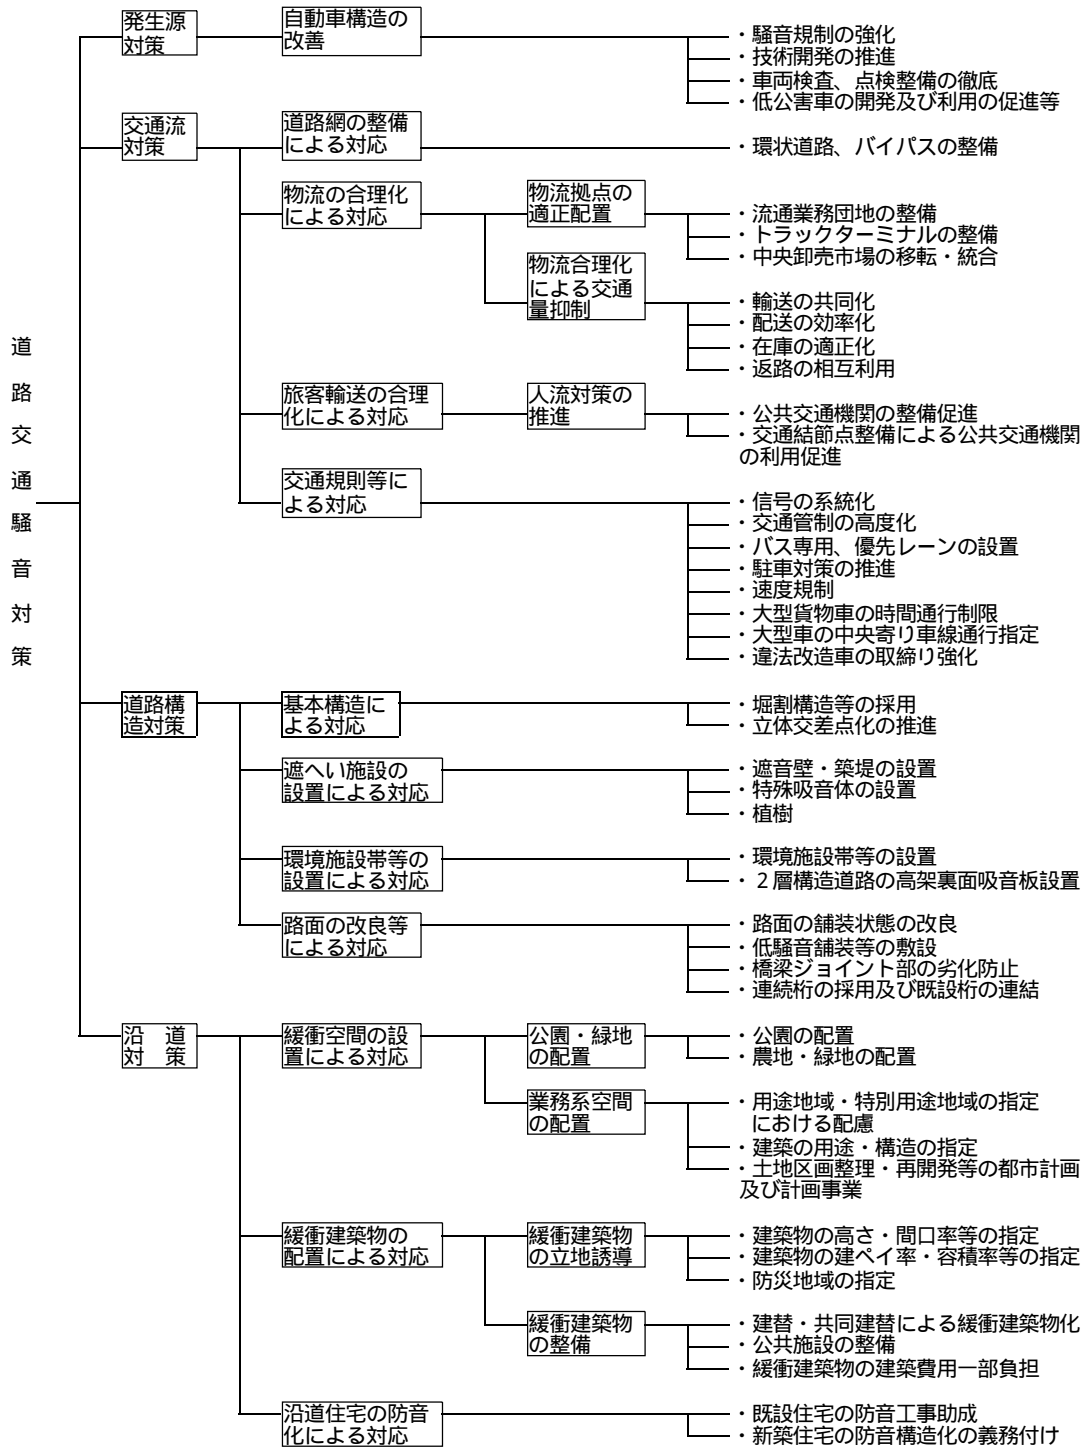 道路交通騒音対策
発生源
対策
自動車構造の
改善
・騒音規制の強化
・技術開発の推進
・車両検査、点検整備の徹底
・低公害車の開発及び利用の促進等
交通流
対策
道路網の整備
による対応
・環状道路、バイパスの整備
物流の合理化
による対応
物流拠点の
適正配置
・流通業務団地の整備
・トラックターミナルの整備
・中央卸売市場の移転・統合
物流合理化
による交通
量抑制
・輸送の共同化
・配送の効率化
・在庫の適正化
・返路の相互利用
旅客輸送の合理
化による対応
人流対策の
推進
・公共交通機関の整備促進
・交通結節点整備による公共交通機関
の利用促進
交通規則等に
よる対応
・信号の系統化
・交通管制の高度化
・バス専用、優先レーンの設置
・駐車対策の推進
・速度規制
・大型貨物車の時間通行制限
・大型車の中央寄り車線通行指定
・違法改造車の取締り強化
道路構
造対策
基本構造に
よる対応
・堀割構造等の採用
・立体交差点化の推進
遮へい施設の
設置による対応
・遮音壁・築堤の設置
・特殊吸音体の設置
・植樹
環境施設帯等の
設置による対応
・環境施設帯等の設置
・２層構造道路の高架裏面吸音板設置
路面の改良等
による対応
・路面の舗装状態の改良
・低騒音舗装等の敷設
・橋梁ジョイント部の劣化防止
・連続桁の採用及び既設桁の連結
沿　道
対　策
緩衝空間の設
置による対応
公園・緑地
の配置
・公園の配置
・農地・緑地の配置
業務系空間
の配置
・用途地域・特別用途地域の指定
における配慮
・建築の用途・構造の指定
・土地区画整理・再開発等の都市計画
及び計画事業
緩衝建築物の
配置による対応
緩衝建築物
の立地誘導
・建築物の高さ・間口率等の指定
・建築物の建ペイ率・容積率等の指定
・防災地域の指定
緩衝建築物
の整備
・建替・共同建替による緩衝建築物化
・公共施設の整備
・緩衝建築物の建築費用一部負担
沿道住宅の防音
化による対応
・既設住宅の防音工事助成
・新築住宅の防音構造化の義務付け